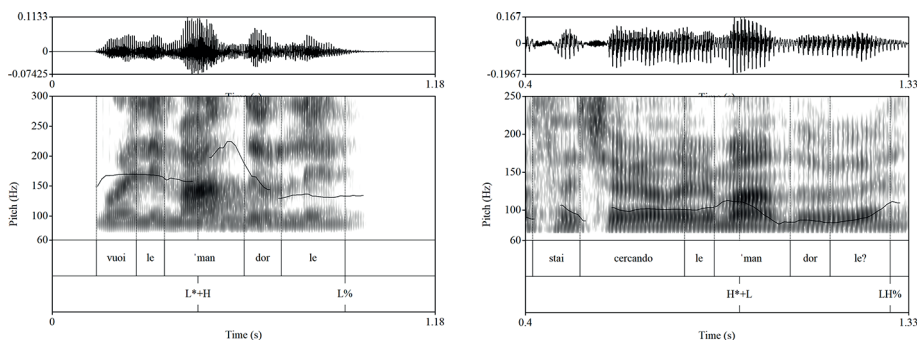 0.1133
0
-0.07425
300
250
200
150
100
60
Pitch (Hz)
vuoi le ˈman dor le
L*+H L%
0 1.18
Time (s)
0.167
0
-0.1967
0.4 1.33
250
200
150
100
60
Pitch (Hz)
stai cercando le ˈman dor le?
H*+L LH%
0.4 1.33
Time (s)